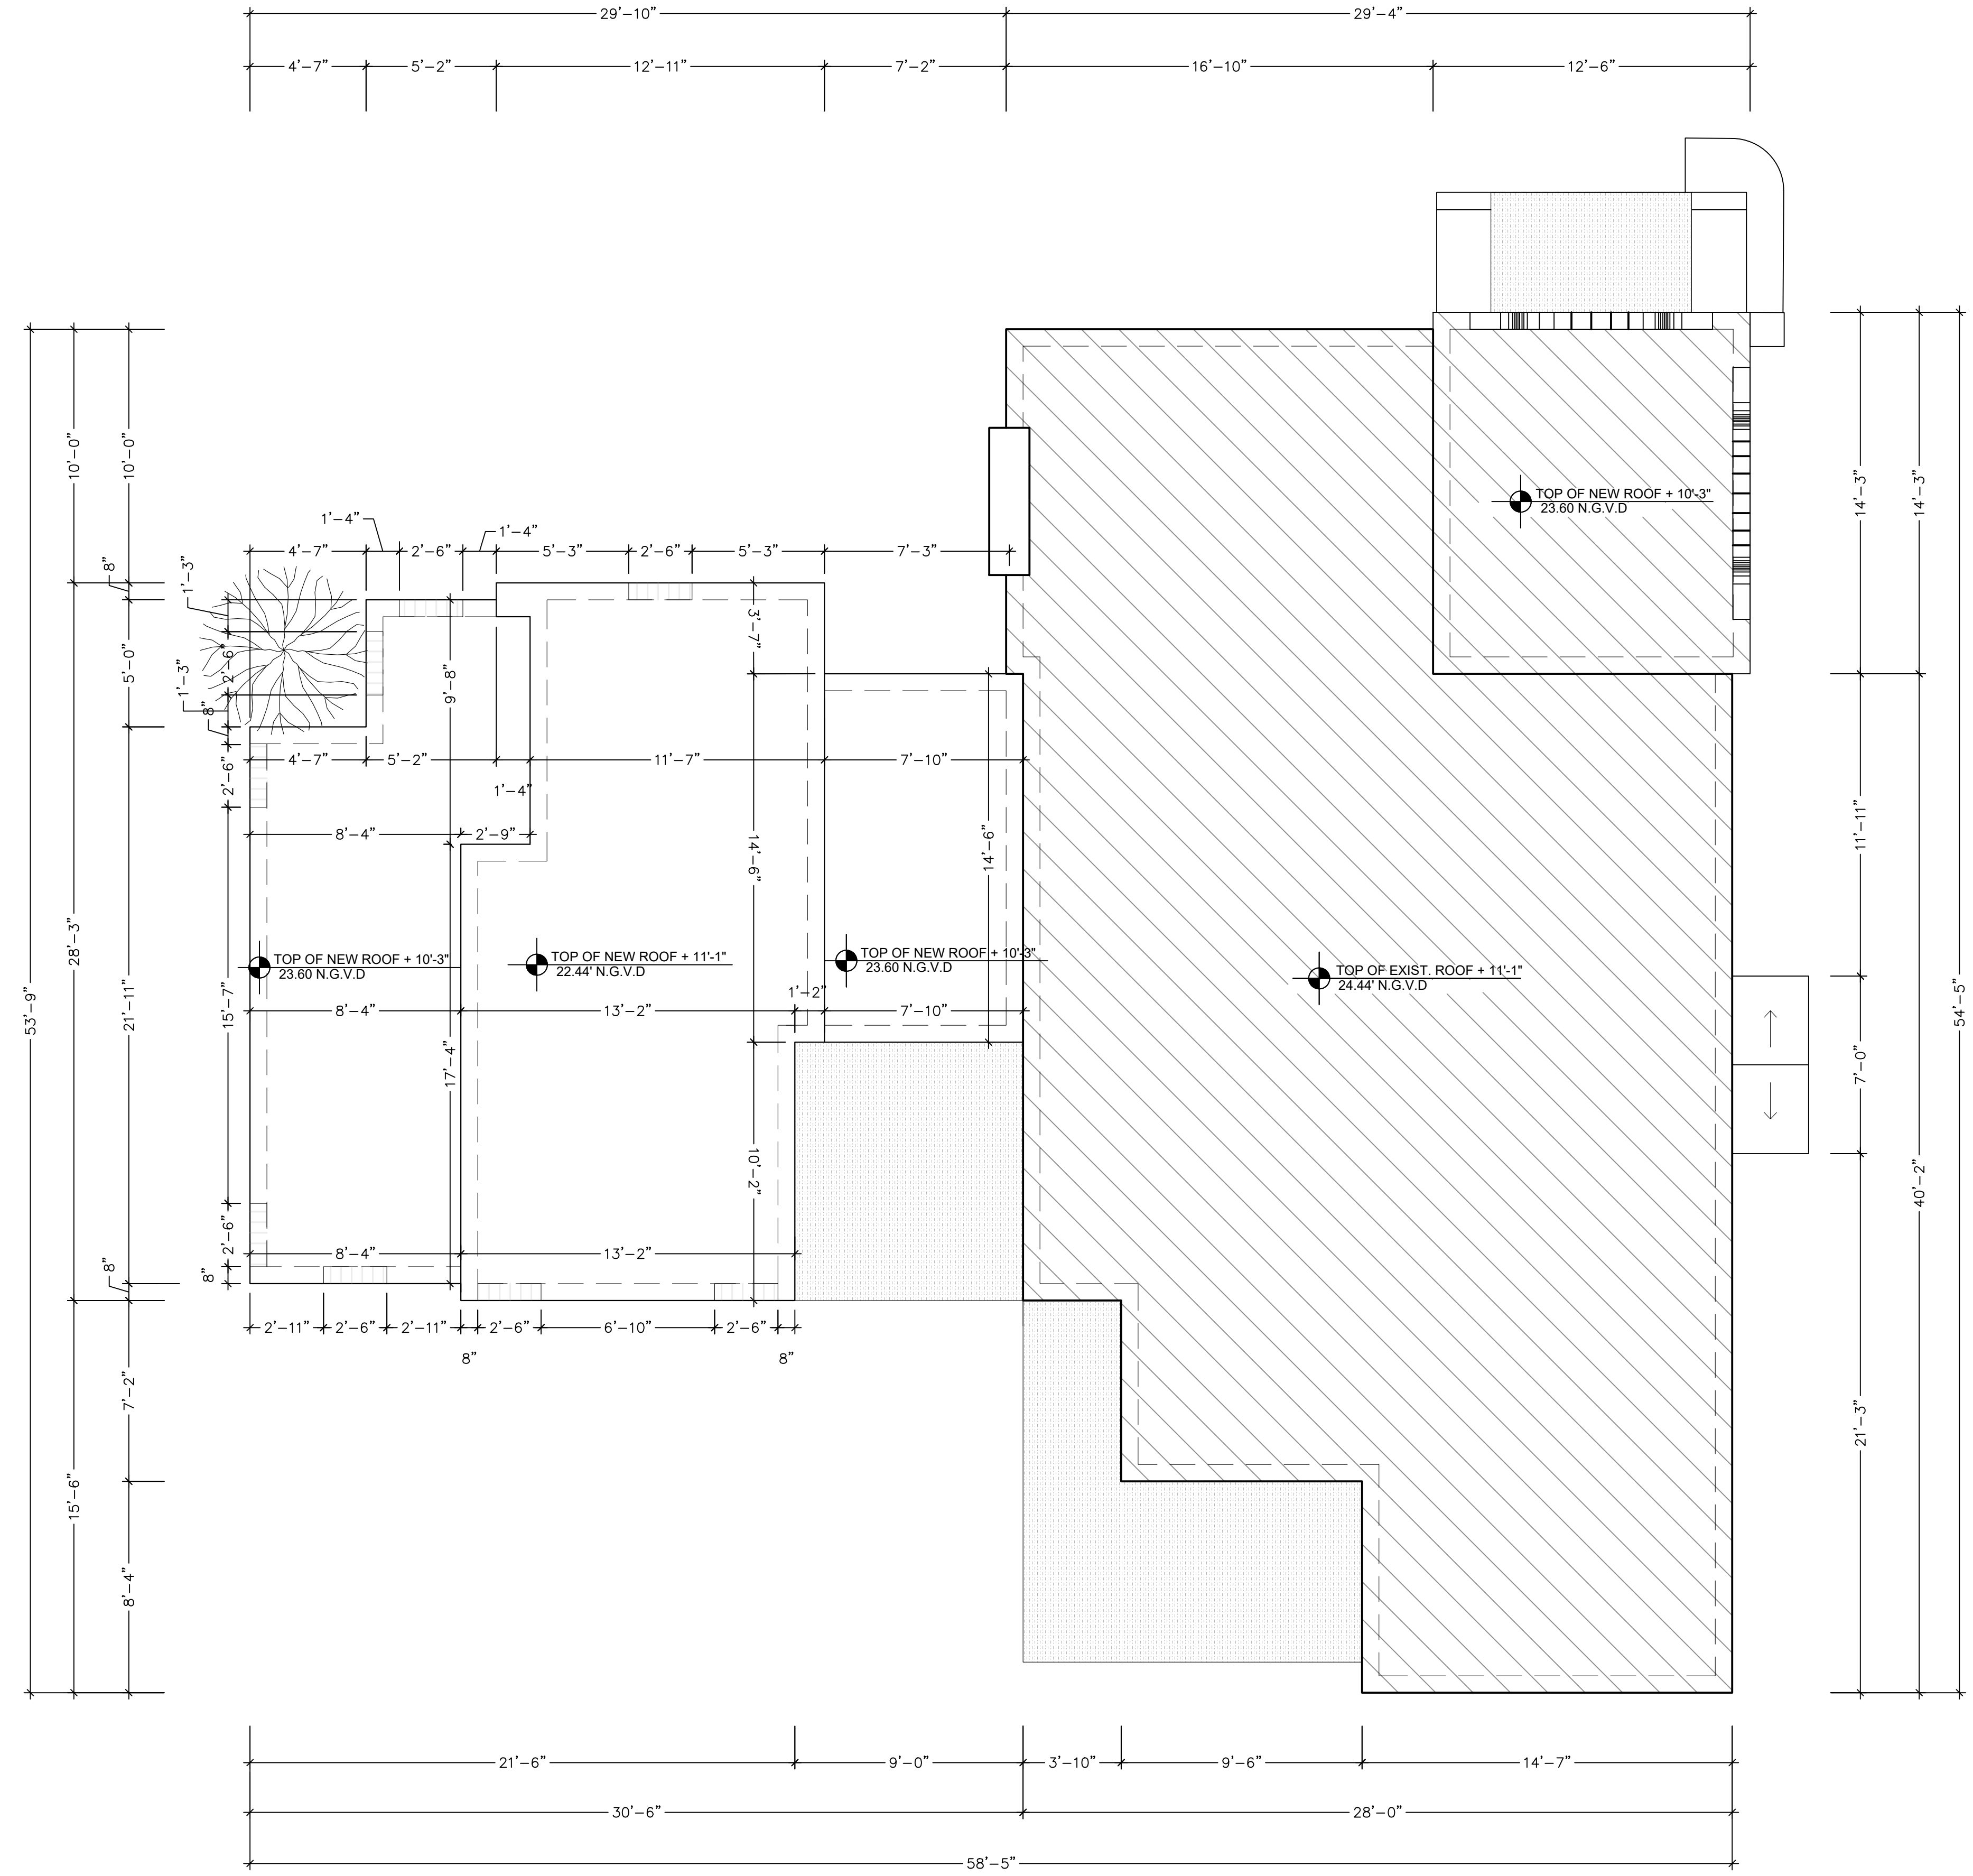 29'-10" 29'-4"
4'-7" 5'-2" 12'-11" 7'-2" 16'-10" 12'-6"
10'-0" 10'-0"
14'-3" 14'-3"
TOP OF NEW ROOF + 10'-3"
23.60 N.G.V.D
1'-4" 1'-4"
4'-7" 2'-6" 5'-3" 2'-6" 5'-3" 7'-3"
8" 1'-3"
3'-7"
5'-0" 2'-6" 9'-8"
1'-3" 8"
4'-7" 5'-2" 11'-7" 7'-10"
2'-6" 1'-4"
8'-4" 2'-9"
14'-6" 14'-6" 11'-11"
TOP OF NEW ROOF + 10'-3"
23.60 N.G.V.D
TOP OF NEW ROOF + 11'-1"
22.44' N.G.V.D
TOP OF NEW ROOF + 10'-3"
23.60 N.G.V.D
TOP OF EXIST. ROOF + 11'-1"
24.44' N.G.V.D
53'-9" 28'-3" 21'-11" 15'-7"
1'-2"
8'-4" 13'-2" 7'-10"
54'-5"
17'-4" 7'-0"
10'-2" 40'-2"
2'-6"
8'-4" 13'-2"
8" 8"
2'-11" 2'-6" 2'-11" 2'-6" 6'-10" 2'-6"
8" 8"
7'-2" 21'-3"
15'-6" 8'-4"
21'-6" 9'-0" 3'-10" 9'-6" 14'-7"
30'-6" 28'-0"
58'-5"